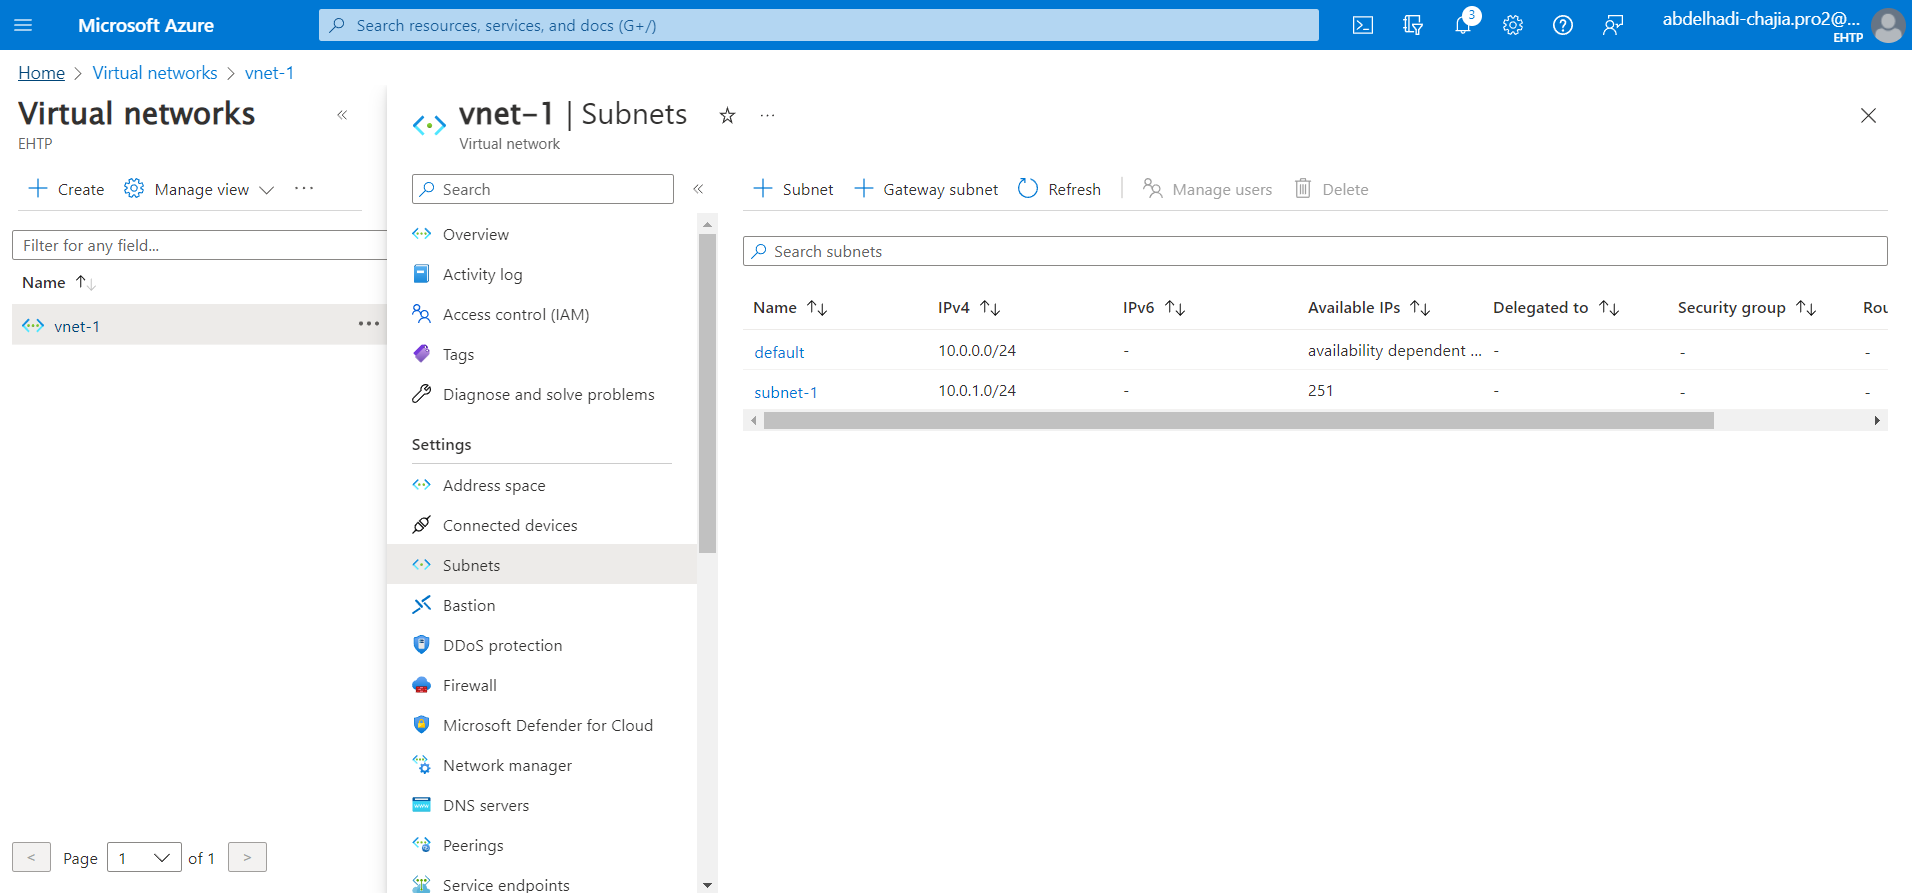 Microsoft Azure
Search resources, services, and docs (G+/)
3
abdelhadi-chajia.pro2@...
EHTP
Home > Virtual networks > vnet-1
Virtual networks
EHTP
Create Manage view ...
Filter for any field...
Name
vnet-1 ...
< Page 1 of 1 >
vnet-1 | Subnets ...
Virtual network
Search
Overview
Activity log
Access control (IAM)
Tags
Diagnose and solve problems
Settings
Address space
Connected devices
Subnets
Bastion
DDoS protection
Firewall
Microsoft Defender for Cloud
Network manager
DNS servers
Peerings
Service endpoints
Subnet Gateway subnet Refresh Manage users Delete
Search subnets
Name IPv4 IPv6 Available IPs Delegated to Security group Rou
default 10.0.0.0/24 - availability dependent ... - - -
subnet-1 10.0.1.0/24 - 251 - - -